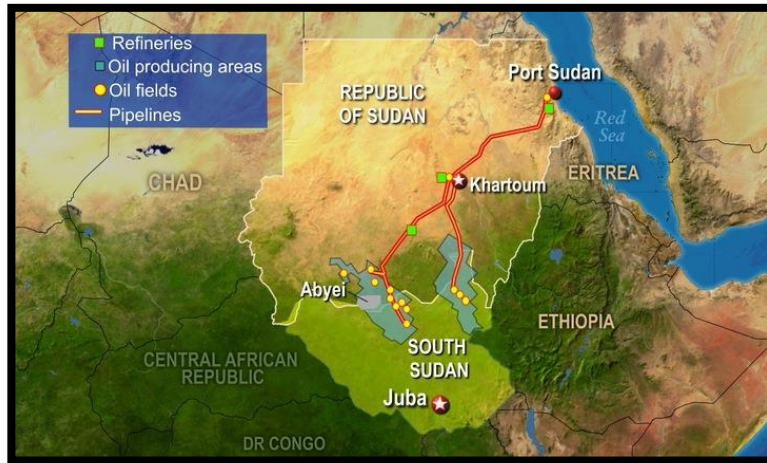 Refineries
Oil producing areas
Oil fields
Pipelines
Port Sudan
REPUBLIC
OF SUDAN
Red
Sea
CHAD
Khartoum
ERITREA
Abyei
ETHIOPIA
SOUTH
SUDAN
CENTRAL AFRICAN
REPUBLIC
Juba
DR CONGO